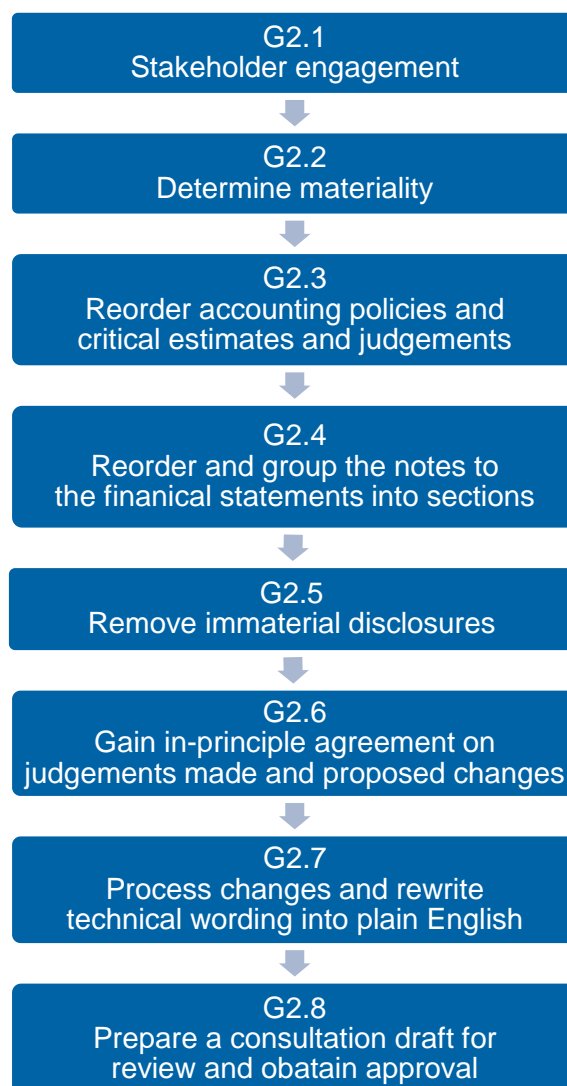 G2.1
Stakeholder engagement
G2.2
Determine materiality
G2.3
Reorder accounting policies and
critical estimates and judgements
G2.4
Reorder and group the notes to
the finanical statements into sections
G2.5
Remove immaterial disclosures
G2.6
Gain in-principle agreement on
judgements made and proposed changes
G2.7
Process changes and rewrite
technical wording into plain English
G2.8
Prepare a consultation draft for
review and obatain approval